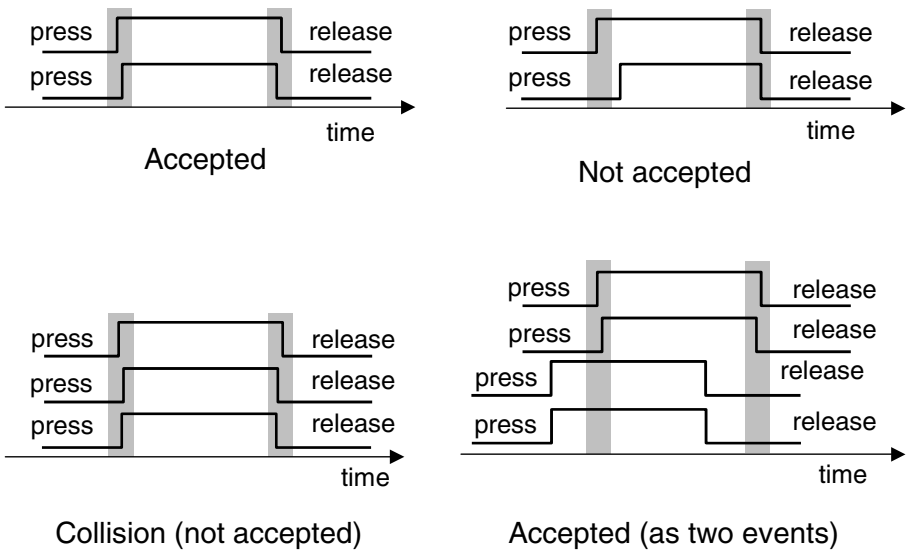 press release
press release
time
Accepted
press release
press release
time
Not accepted
press release
press release
press release
time
Collision (not accepted)
press release
press release
press release
press release
time
Accepted (as two events)